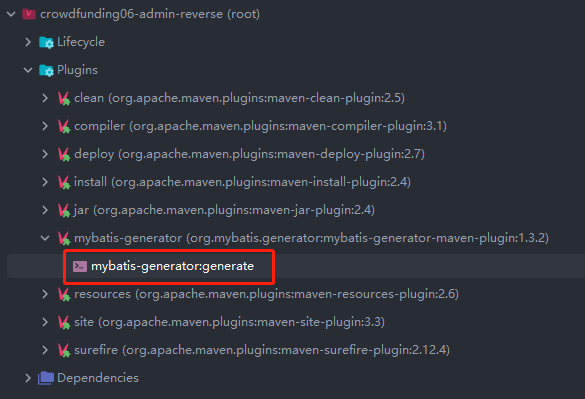 crowdfunding06-admin-reverse (root)
Lifecycle
Plugins
clean (org.apache.maven.plugins:maven-clean-plugin:2.5)
compiler (org.apache.maven.plugins:maven-compiler-plugin:3.1)
deploy (org.apache.maven.plugins:maven-deploy-plugin:2.7)
install (org.apache.maven.plugins:maven-install-plugin:2.4)
jar (org.apache.maven.plugins:maven-jar-plugin:2.4)
mybatis-generator (org.mybatis.generator:mybatis-generator-maven-plugin:1.3.2)
mybatis-generator:generate
resources (org.apache.maven.plugins:maven-resources-plugin:2.6)
site (org.apache.maven.plugins:maven-site-plugin:3.3)
surefire (org.apache.maven.plugins:maven-surefire-plugin:2.12.4)
Dependencies